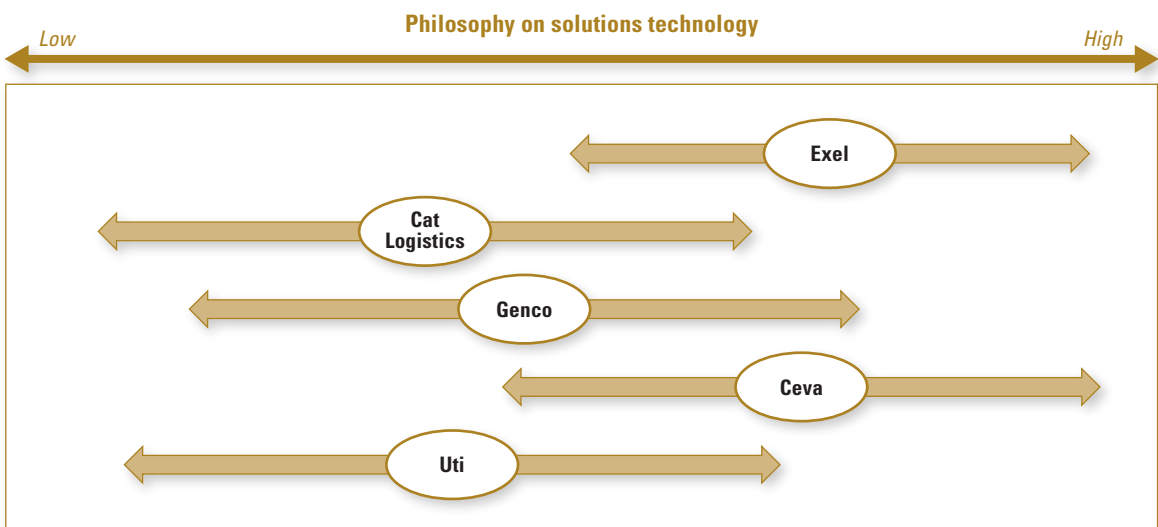 Philosophy on solutions technology
Low
High
Exel
Cat
Logistics
Genco
Ceva
Uti